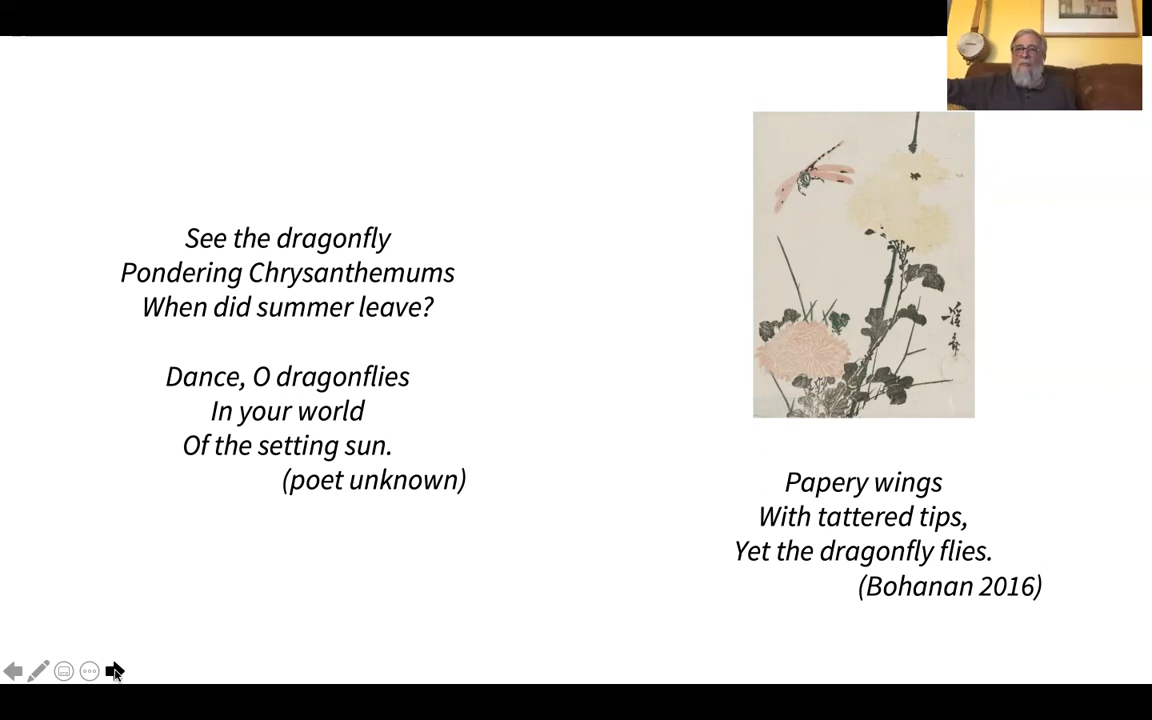 See the dragonfly
Pondering Chrysanthemums
When did summer leave?
Dance, O dragonflies
In your world
Of the setting sun.
(poet unknown)
Papery wings
With tattered tips,
Yet the dragonfly flies.
(Bohanan 2016)